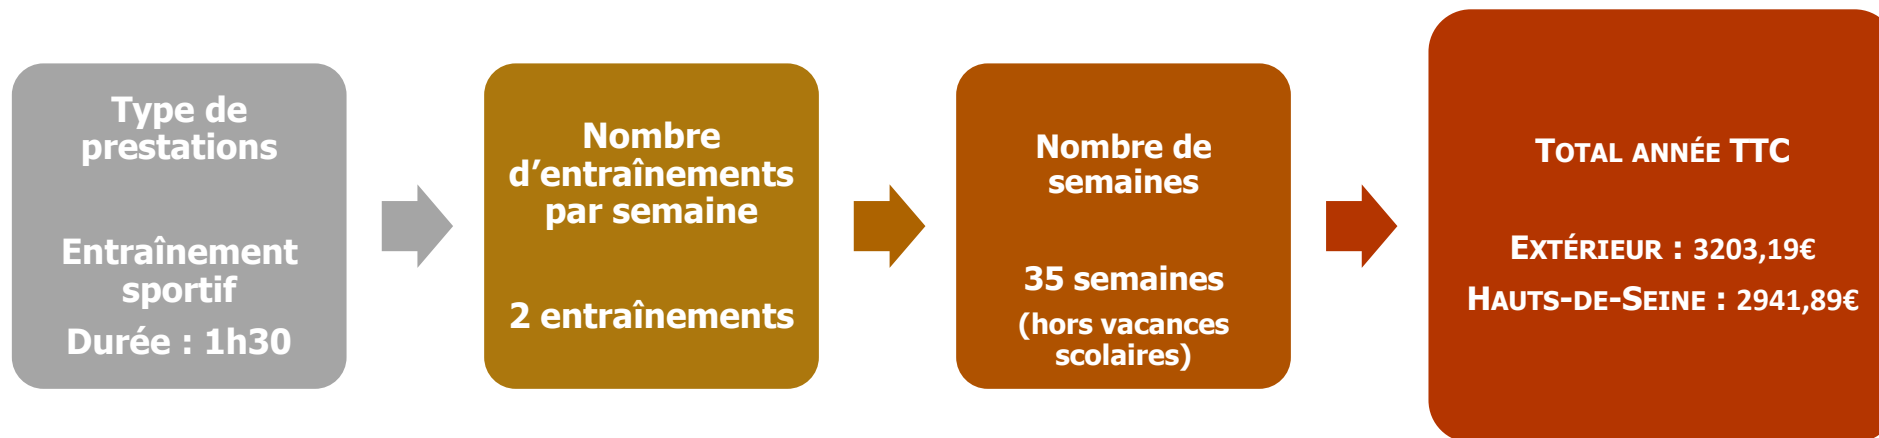 Type de
prestations
Entraînement
sportif
Durée : 1h30
Nombre
d’entraînements
par semaine
2 entraînements
Nombre de
semaines
35 semaines
(hors vacances
scolaires)
TOTAL ANNÉE TTC
EXTÉRIEUR : 3203,19€
HAUTS-DE-SEINE : 2941,89€